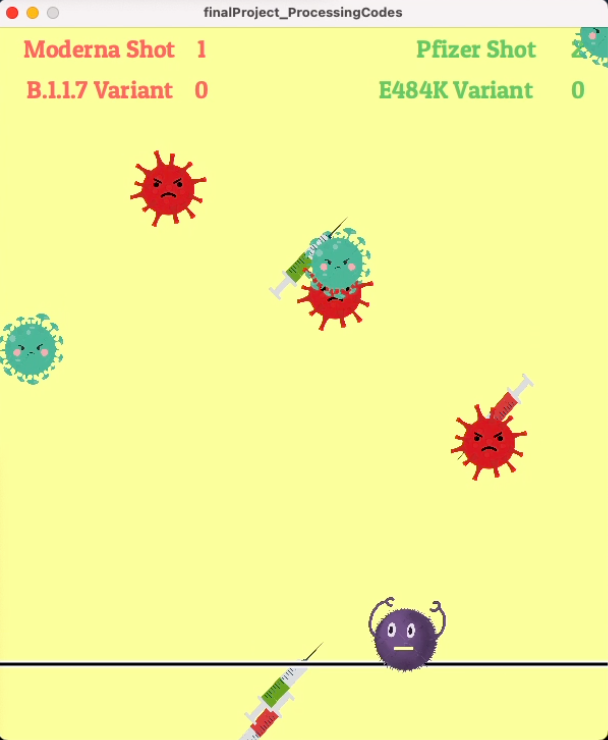 finalProject_ProcessingCodes
Moderna Shot 1
Pfizer Shot
B.1.1.7 Variant 0
E484K Variant 0